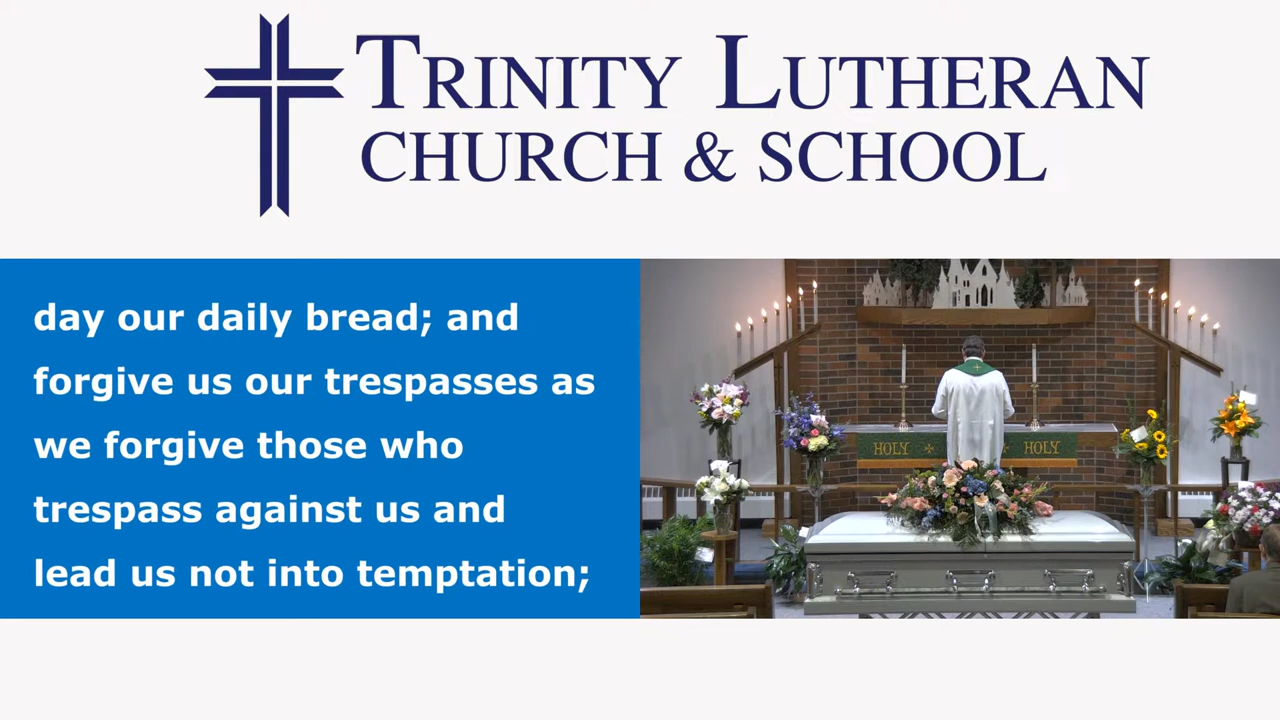 TRINITY LUTHERAN
CHURCH & SCHOOL
day our daily bread; and
forgive us our trespasses as
we forgive those who
trespass against us and
lead us not into temptation;
HOLY HOLY